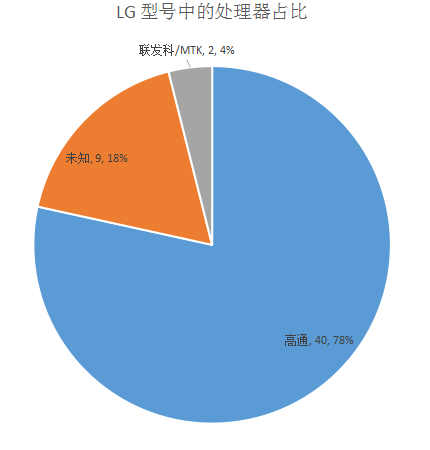 LG 型号中的处理器占比
联发科/MTK, 2, 4%
未知, 9, 18%
高通, 40, 78%